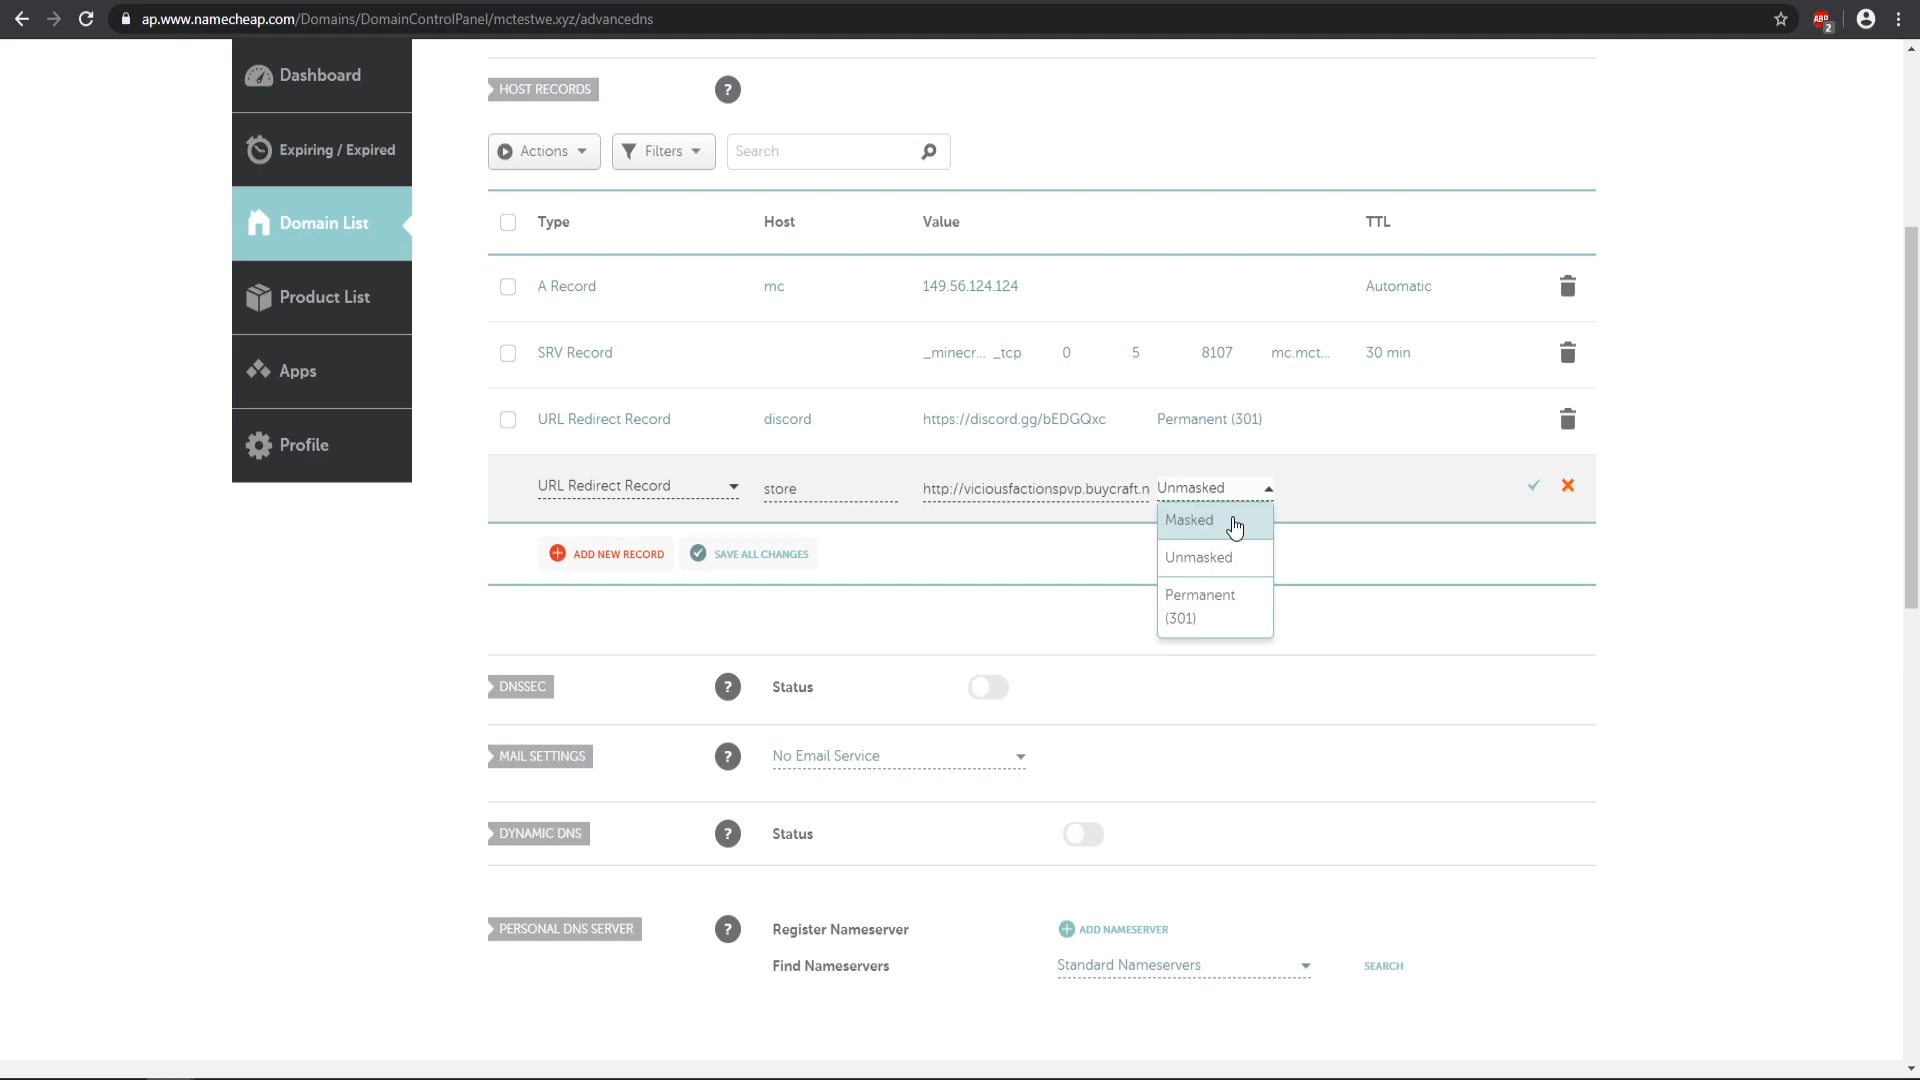 ap.www.namecheap.com/Domains/DomainControlPanel/mctestwe.xyz/advancedns
ABP
2
Dashboard
Expiring / Expired
Domain List
Product List
Apps
Profile
HOST RECORDS
?
Actions
Filters
Search
Type Host Value TTL
A Record mc 149.56.124.124 Automatic
SRV Record _minecr... _tcp 0 5 8107 mc.mct... 30 min
URL Redirect Record discord https://discord.gg/bEDGQxc Permanent (301)
URL Redirect Record store http://viciousfactionspvp.buycraft.n Unmasked
Masked
Unmasked
Permanent
(301)
ADD NEW RECORD SAVE ALL CHANGES
DNSSEC ? Status
MAIL SETTINGS ? No Email Service
DYNAMIC DNS ? Status
PERSONAL DNS SERVER ? Register Nameserver ADD NAMESERVER
Find Nameservers Standard Nameservers SEARCH